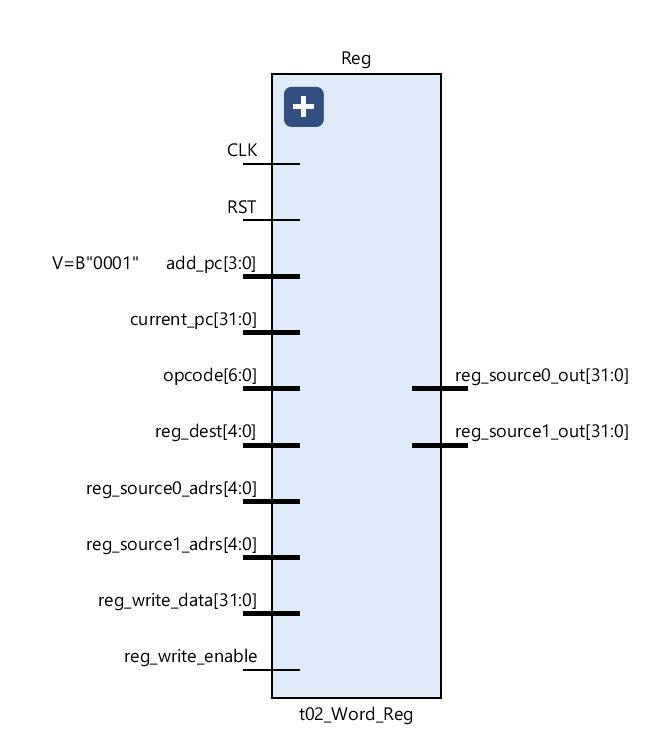 Reg
CLK
RST
V=B"0001" add_pc[3:0]
current_pc[31:0]
opcode[6:0] reg_source0_out[31:0]
reg_dest[4:0] reg_source1_out[31:0]
reg_source0_adrs[4:0]
reg_source1_adrs[4:0]
reg_write_data[31:0]
reg_write_enable
t02_Word_Reg